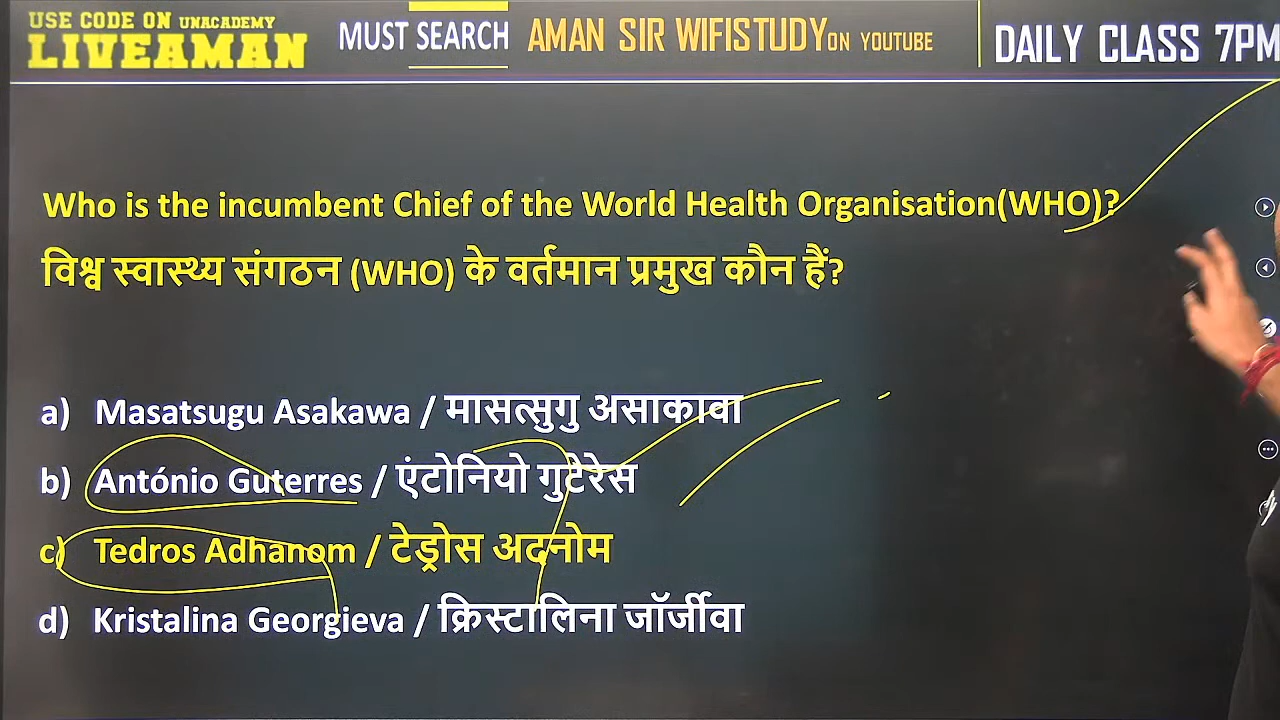 USE CODE ON UNACADEMY
LIVEAMAN
MUST SEARCH
AMAN SIR WIFISTUDY ON YOUTUBE
DAILY CLASS 7PM
Who is the incumbent Chief of the World Health Organisation(WHO)?
विश्व स्वास्थ्य संगठन (WHO) के वर्तमान प्रमुख कौन हैं?
a) Masatsugu Asakawa / मासत्सुगु असाकावा
b) António Guterres / एंटोनियो गुटेरेस
c) Tedros Adhanom / टेड्रोस अदनोम
d) Kristalina Georgieva / क्रिस्टालिना जॉर्जीवा